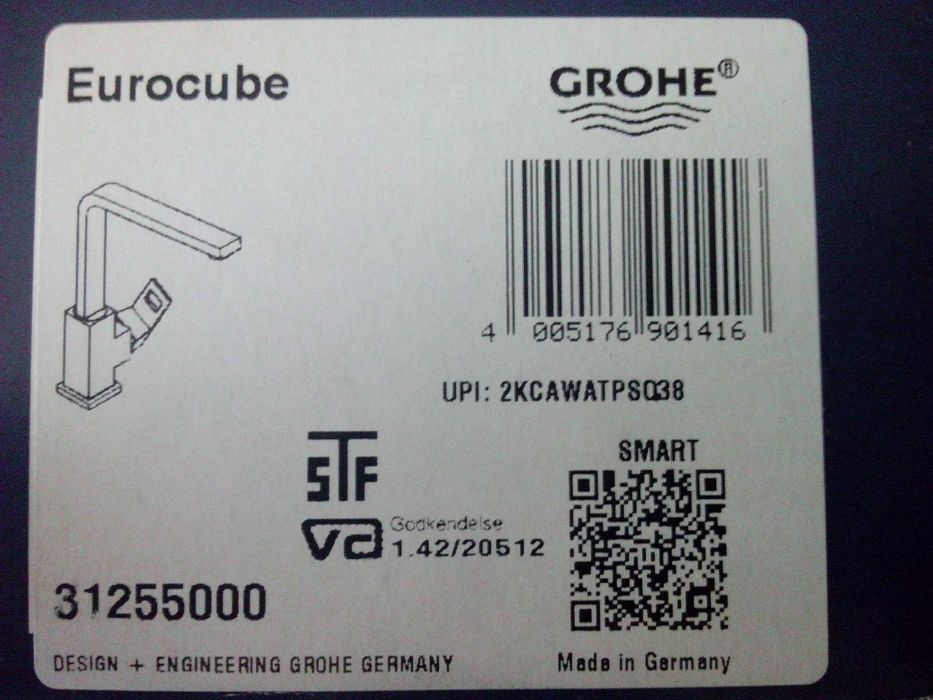 Eurocube
GROHE®
4 005176 901416
UPI: 2KCAWATPSQ38
SMART
STF
va Godkendelse
1.42/20512
31255000
DESIGN + ENGINEERING GROHE GERMANY
Made in Germany